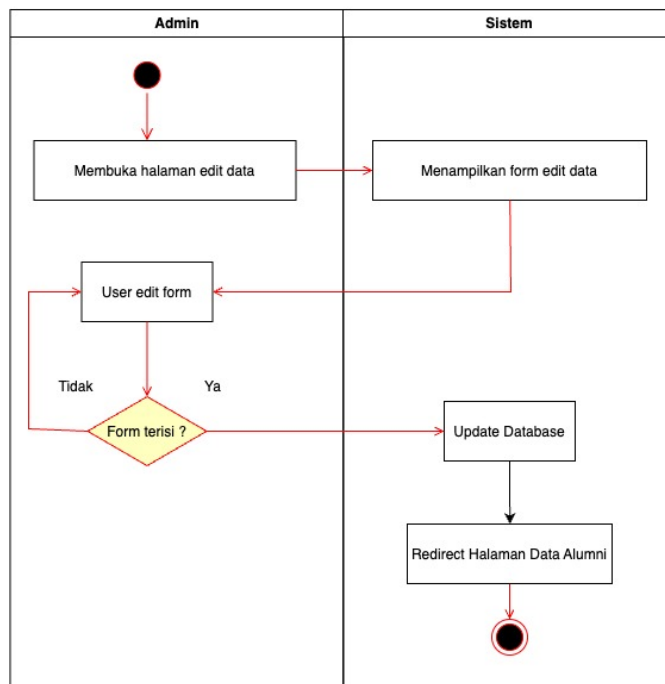 Admin
Sistem
Membuka halaman edit data
Menampilkan form edit data
User edit form
Tidak
Ya
Form terisi ?
Update Database
Redirect Halaman Data Alumni